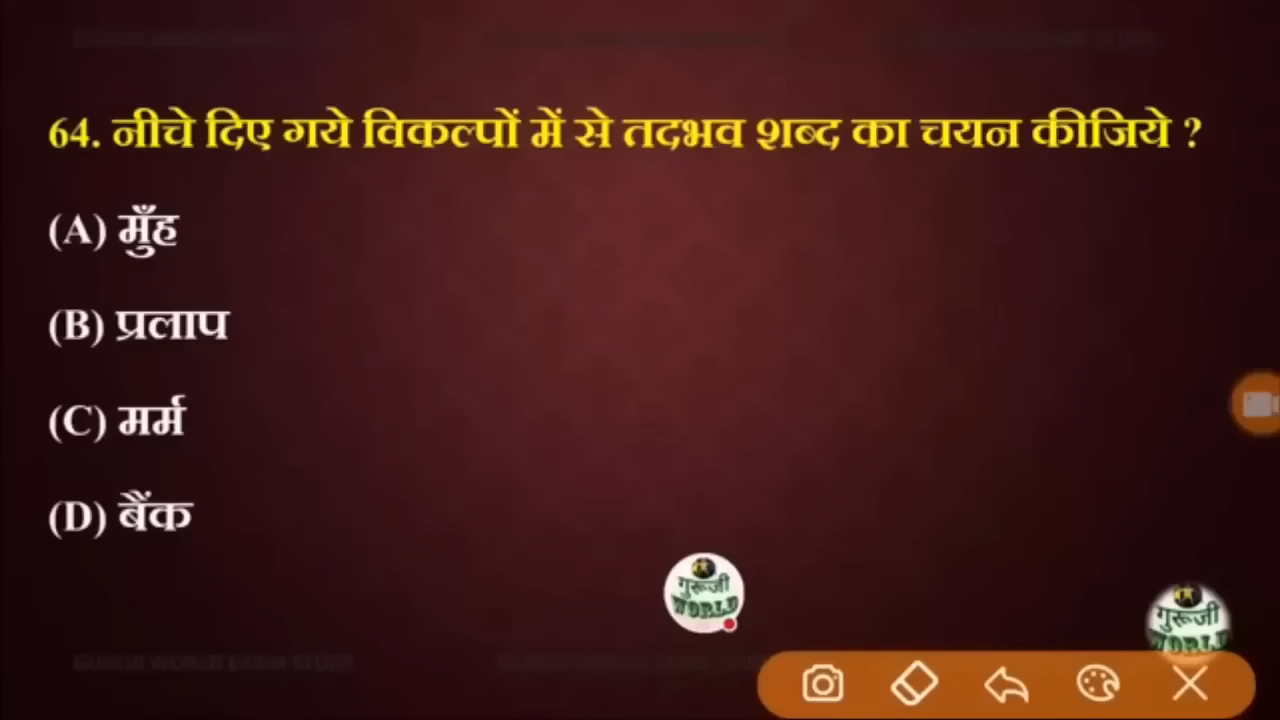 64. नीचे दिए गये विकल्पों में से तदभव शब्द का चयन कीजिये ?
(A) मुँह
(B) प्रलाप
(C) मर्म
(D) बैंक
गुरूजी
WORLD
गुरूजी
WORLD